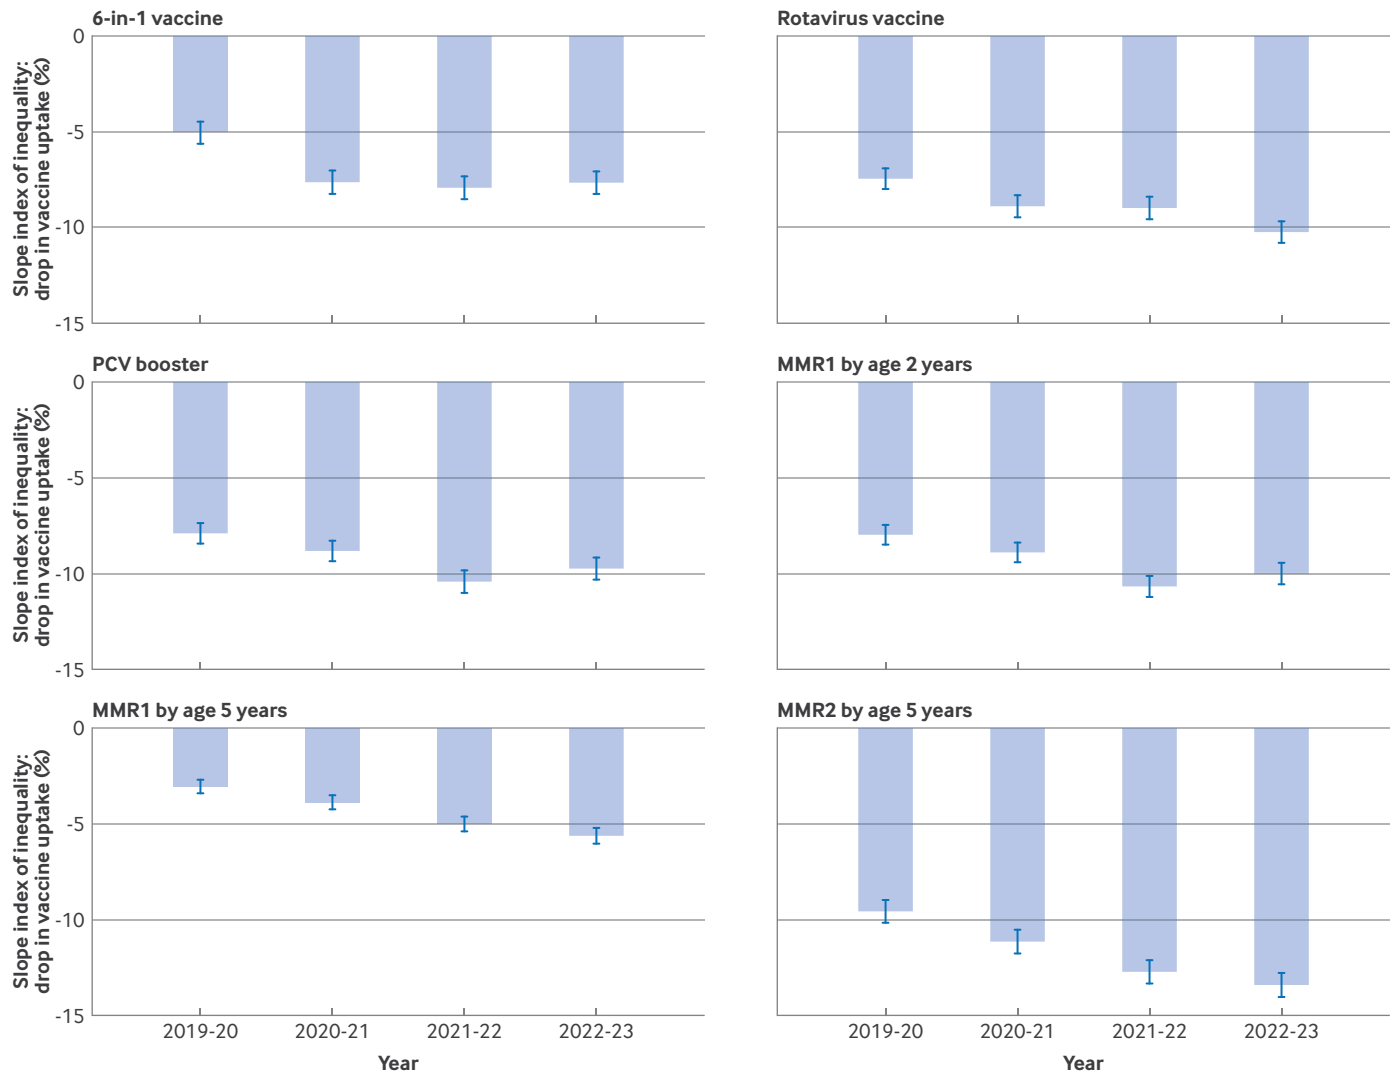 6-in-1 vaccine
Rotavirus vaccine
Slope index of inequality:
drop in vaccine uptake (%)
0
-5
-10
-15
PCV booster
MMR1 by age 2 years
Slope index of inequality:
drop in vaccine uptake (%)
0
-5
-10
-15
MMR1 by age 5 years
MMR2 by age 5 years
Slope index of inequality:
drop in vaccine uptake (%)
0
-5
-10
-15
2019-20 2020-21 2021-22 2022-23
2019-20 2020-21 2021-22 2022-23
Year
Year